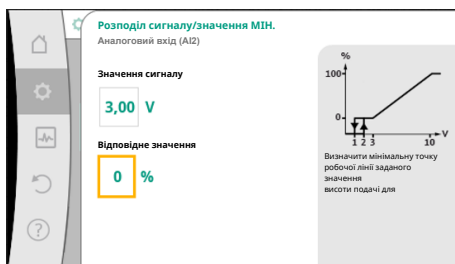 Розподіл сигналу/значення МІН.
Аналоговий вхід (AI2)
Значення сигналу
3,00 V
Відповідне значення
0 %
%
100
0
1 2 3 10
V
Визначити мінімальну точку
робочої лінії заданого
значення
висоти подачі для
?